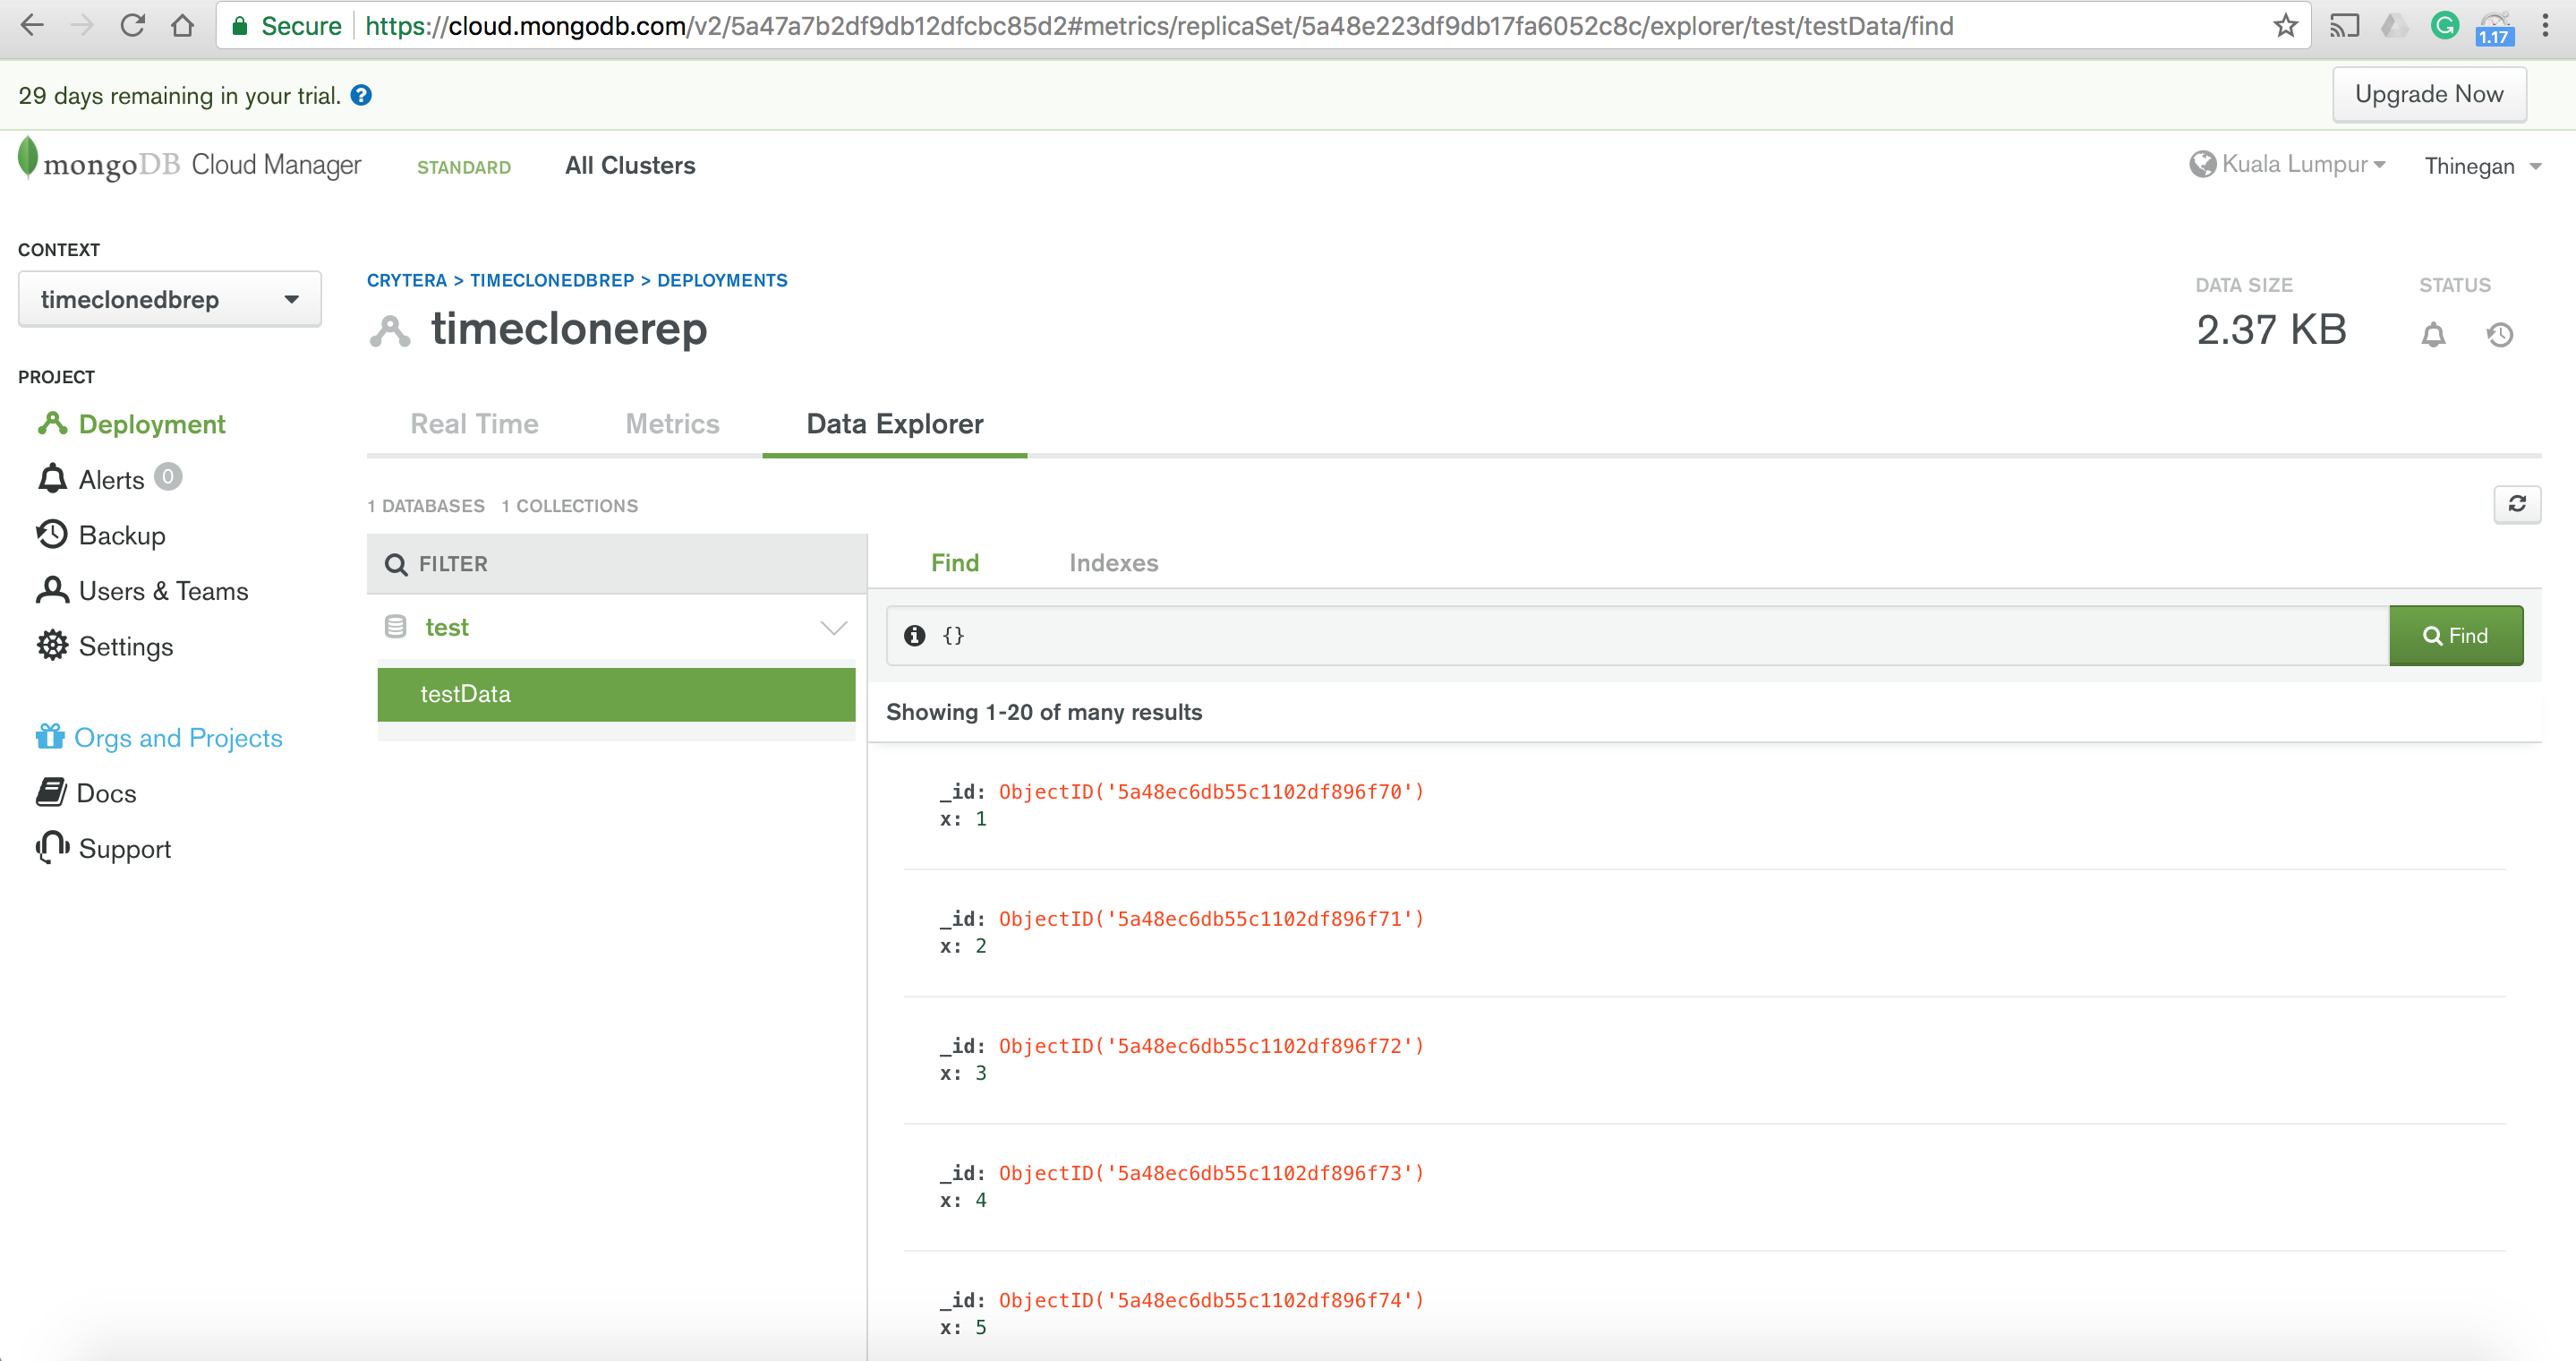 Secure https://cloud.mongodb.com/v2/5a47a7b2df9db12dfcbc85d2#metrics/replicaSet/5a48e223df9db17fa6052c8c/explorer/test/testData/find
G
1.17
29 days remaining in your trial. ?
Upgrade Now
mongoDB Cloud Manager
STANDARD
All Clusters
Kuala Lumpur
Thinegan
CONTEXT
timeclonedbrep
PROJECT
Deployment
Alerts 0
Backup
Users & Teams
Settings
Orgs and Projects
Docs
Support
CRYTERA > TIMECLONEDBREP > DEPLOYMENTS
timeclonerep
DATA SIZE
2.37 KB
STATUS
Real Time
Metrics
Data Explorer
1 DATABASES 1 COLLECTIONS
FILTER
test
testData
Find
Indexes
{}
Find
Showing 1-20 of many results
_id: ObjectID('5a48ec6db55c1102df896f70')
x: 1
_id: ObjectID('5a48ec6db55c1102df896f71')
x: 2
_id: ObjectID('5a48ec6db55c1102df896f72')
x: 3
_id: ObjectID('5a48ec6db55c1102df896f73')
x: 4
_id: ObjectID('5a48ec6db55c1102df896f74')
x: 5